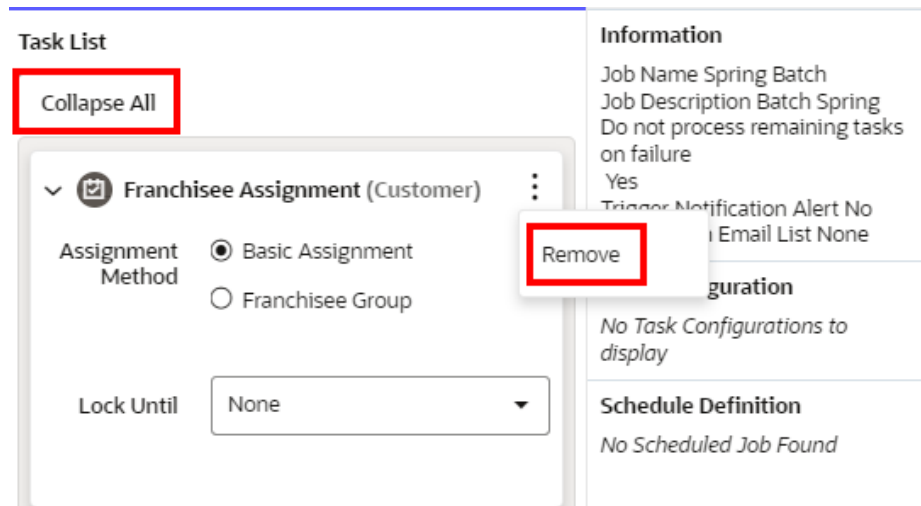 Task List
Collapse All
Franchisee Assignment (Customer)
Assignment
Method
Basic Assignment
Franchisee Group
Lock Until
None
Remove
Information
Job Name Spring Batch
Job Description Batch Spring
Do not process remaining tasks
on failure
Yes
Trigger Notification Alert No
Email List None
No Task Configurations to
display
Schedule Definition
No Scheduled Job Found